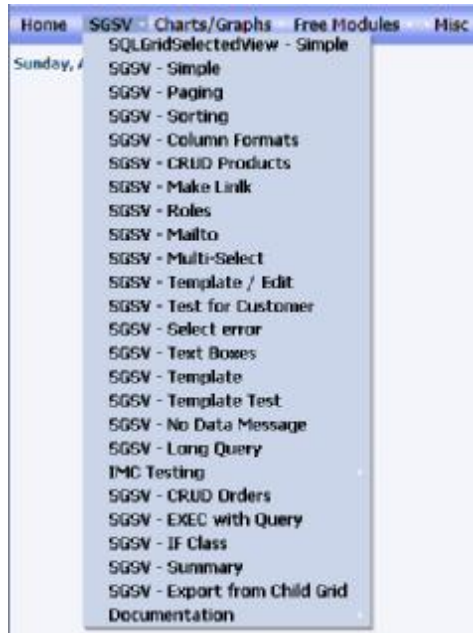 Home SGSV Charts/Graphs Free Modules Misc
SQLGridSelectedView - Simple
Sunday, A
SGSV - Simple
SGSV - Paging
SGSV - Sorting
SGSV - Column Formats
SGSV - CRUD Products
SGSV - Make Linlk
SGSV - Roles
SGSV - Mailto
SGSV - Multi-Select
SGSV - Template / Edit
SGSV - Test for Customer
SGSV - Select error
SGSV - Text Boxes
SGSV - Template
SGSV - Template Test
SGSV - No Data Message
SGSV - Long Query
IMC Testing
SGSV - CRUD Orders
SGSV - EXEC with Query
SGSV - IF Class
SGSV - Summary
SGSV - Export from Child Grid
Documentation